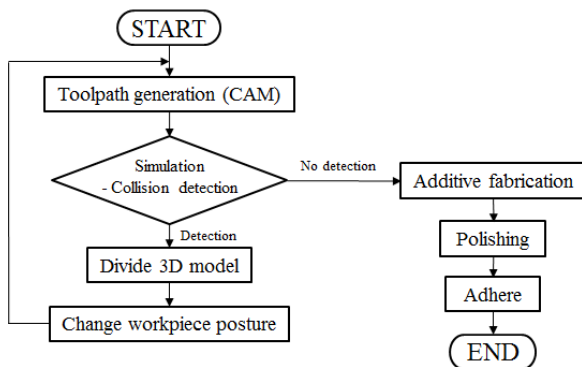 START
Toolpath generation (CAM)
Simulation
- Collision detection
No detection
Additive fabrication
Detection
Polishing
Divide 3D model
Adhere
Change workpiece posture
END